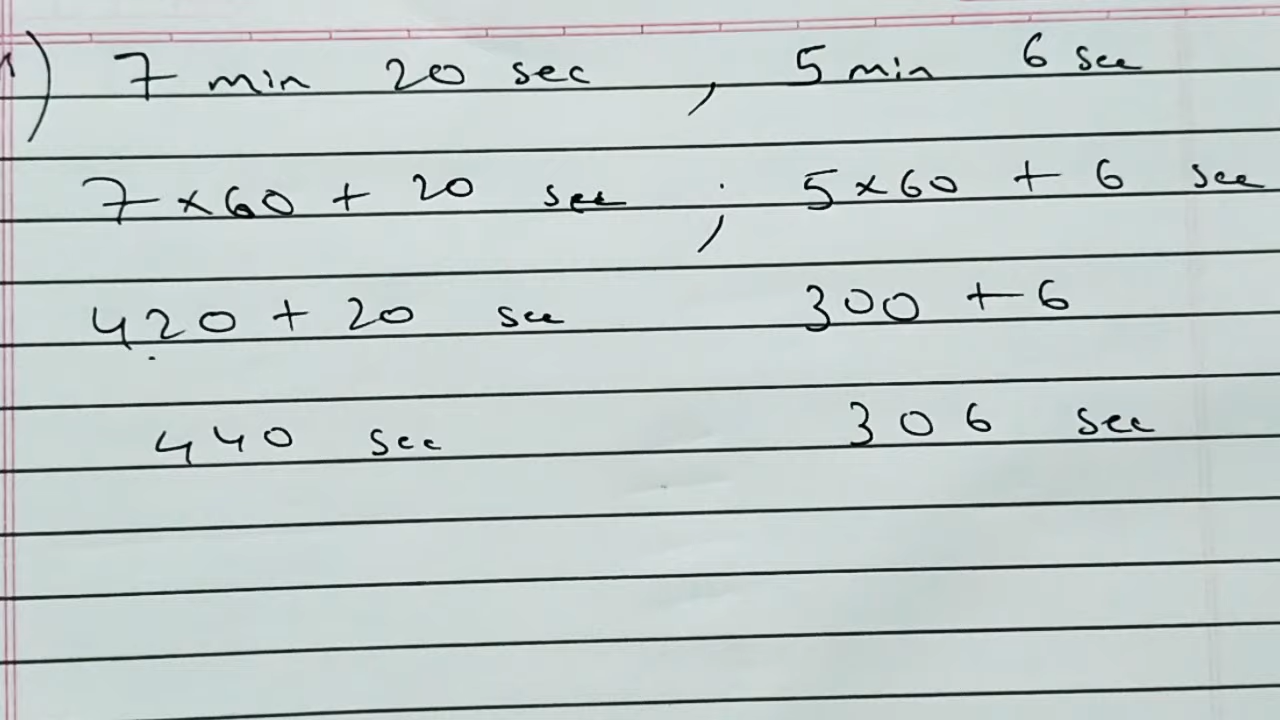 ) 7 min 20 sec , 5 min 6 sec
7 × 60 + 20 sec ; 5 × 60 + 6 sec
420 + 20 sec 300 + 6
440 sec 306 sec